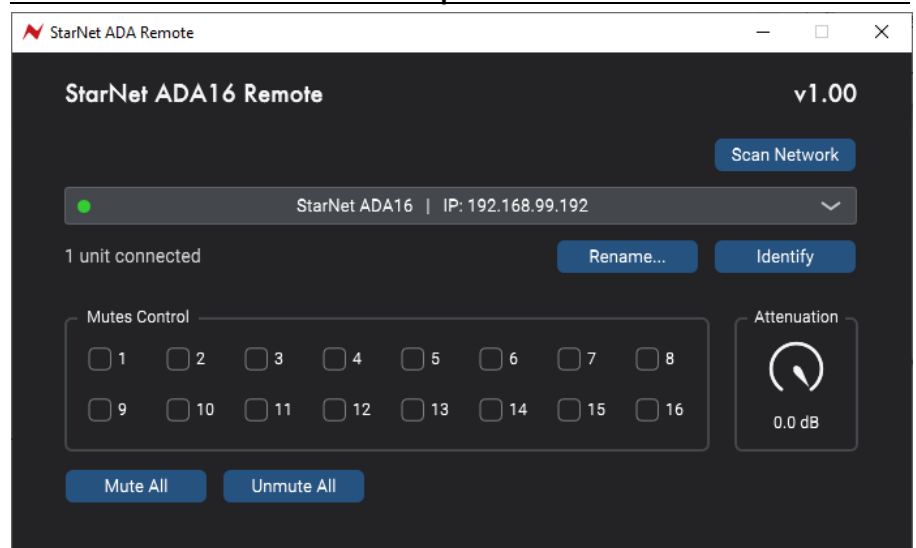 StarNet ADA Remote
StarNet ADA16 Remote v1.00
Scan Network
StarNet ADA16 | IP: 192.168.99.192
1 unit connected Rename... Identify
Mutes Control Attenuation
1 2 3 4 5 6 7 8
9 10 11 12 13 14 15 16
0.0 dB
Mute All Unmute All